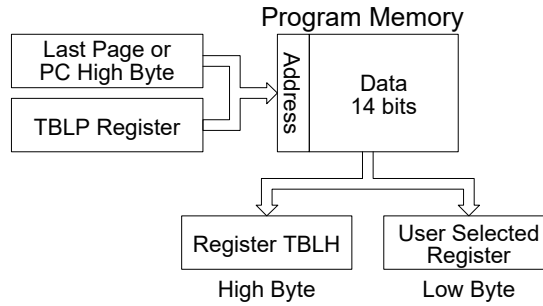 Program Memory
Last Page or
PC High Byte
TBLP Register
Address
Data
14 bits
Register TBLH
User Selected
Register
High Byte
Low Byte